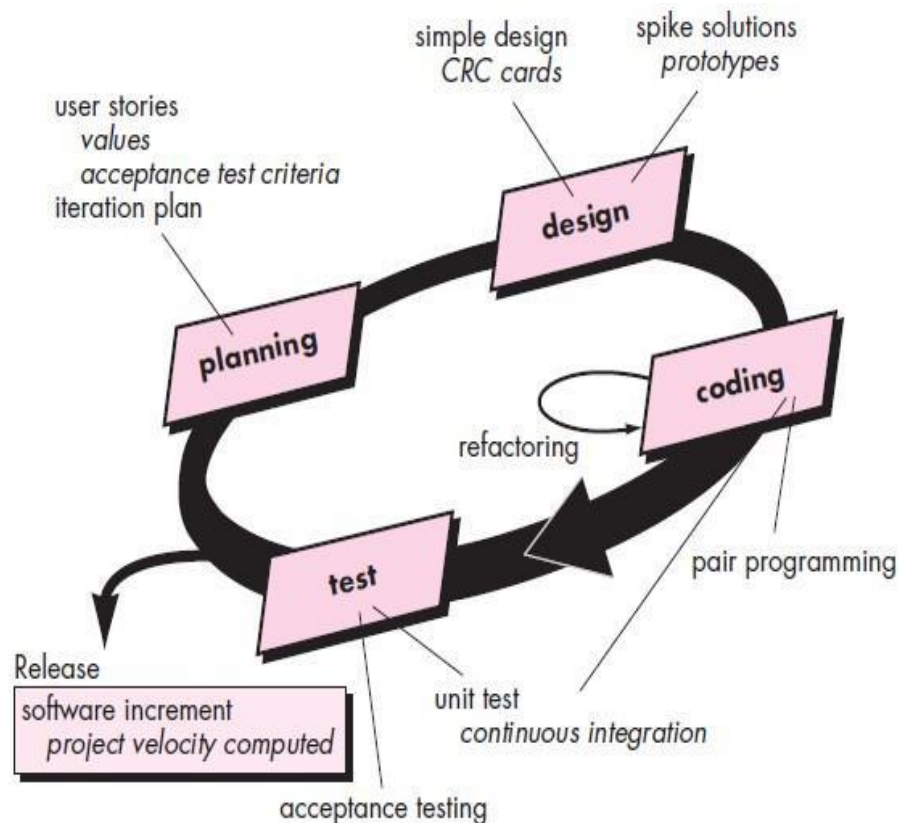 simple design
CRC cards
spike solutions
prototypes
user stories
values
acceptance test criteria
iteration plan
design
planning
coding
refactoring
test
pair programming
Release
software increment
project velocity computed
unit test
continuous integration
acceptance testing